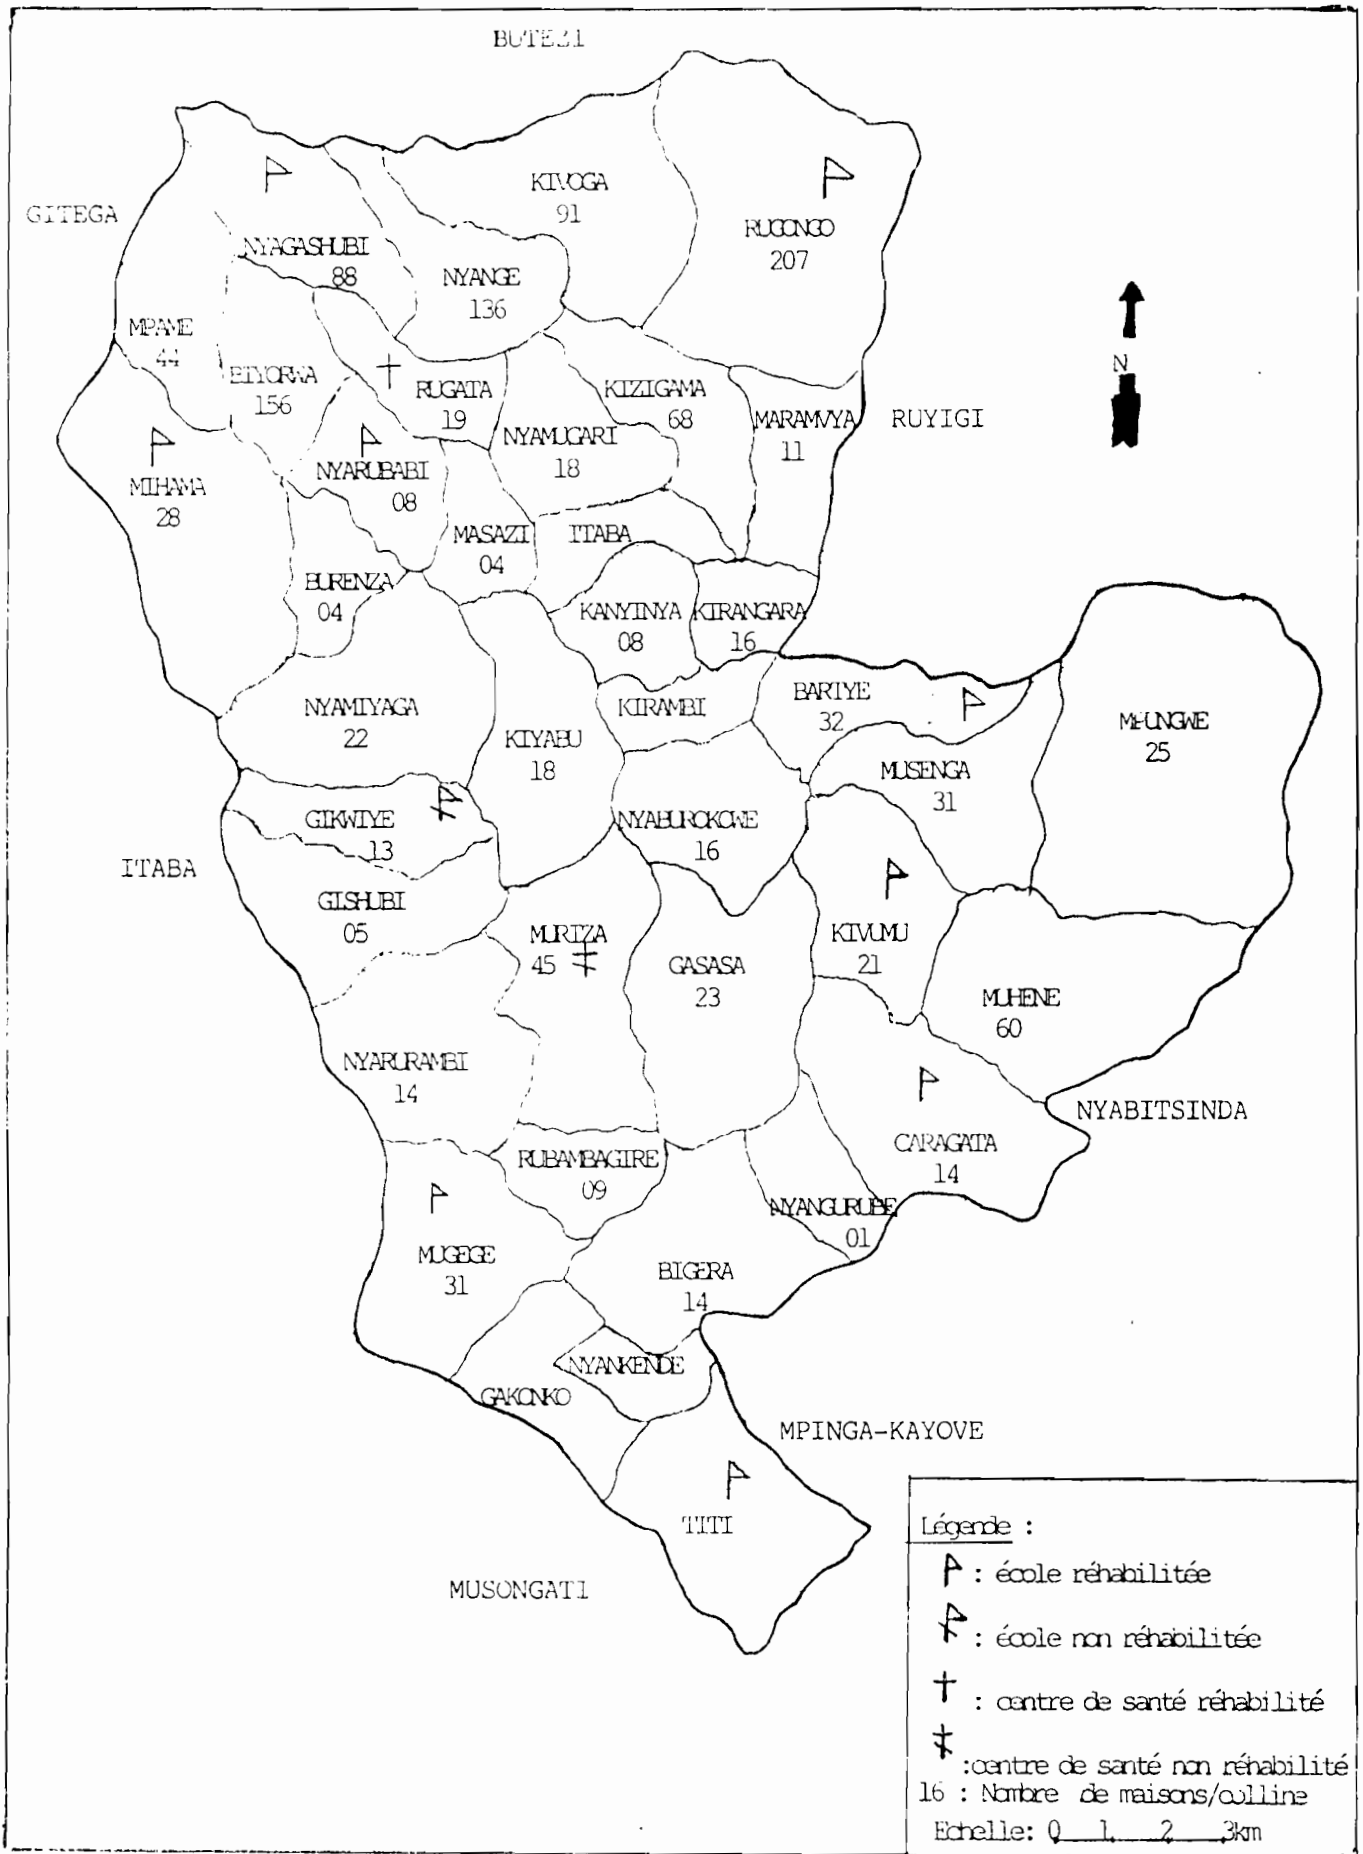 GITEGA
KIVOGA
91
RUGONGO
207
NYAGASHUBI
88
NYANGE
136
MPAME
44
156
RUGATA
19
KIZIGAMA
68
MARAMVYA
11
RUYIGI
N
NYAMUGARI
18
NYARUBABI
08
MIHAMA
28
MASAZI
04
ITABA
BURENZA
04
KANYINYA
08
KIRANGARA
16
NYAMIYAGA
22
KIYABU
18
KIRAMBI
BARIYE
32
MUSENGA
31
25
GIKWIYE
13
NYABUROKOWE
16
ITABA
GISHUBI
05
MURIZA
45
GASASA
23
KIVUMU
21
MUHENE
60
NYARURAMBI
14
NYABITSINDA
CARAGATA
14
RUBAMBAGIRE
09
NYANGURUBE
01
MUGEGE
31
BIGERA
14
NYANKENDE
GAKONKO
MPINGA-KAYOVE
TITI
MUSONGATI
Légende :
: école réhabilitée
: école non réhabilitée
: centre de santé réhabilité
:centre de santé non réhabilité
16 : Nombre de maisons/colline
Echelle: 0 1 2 3km